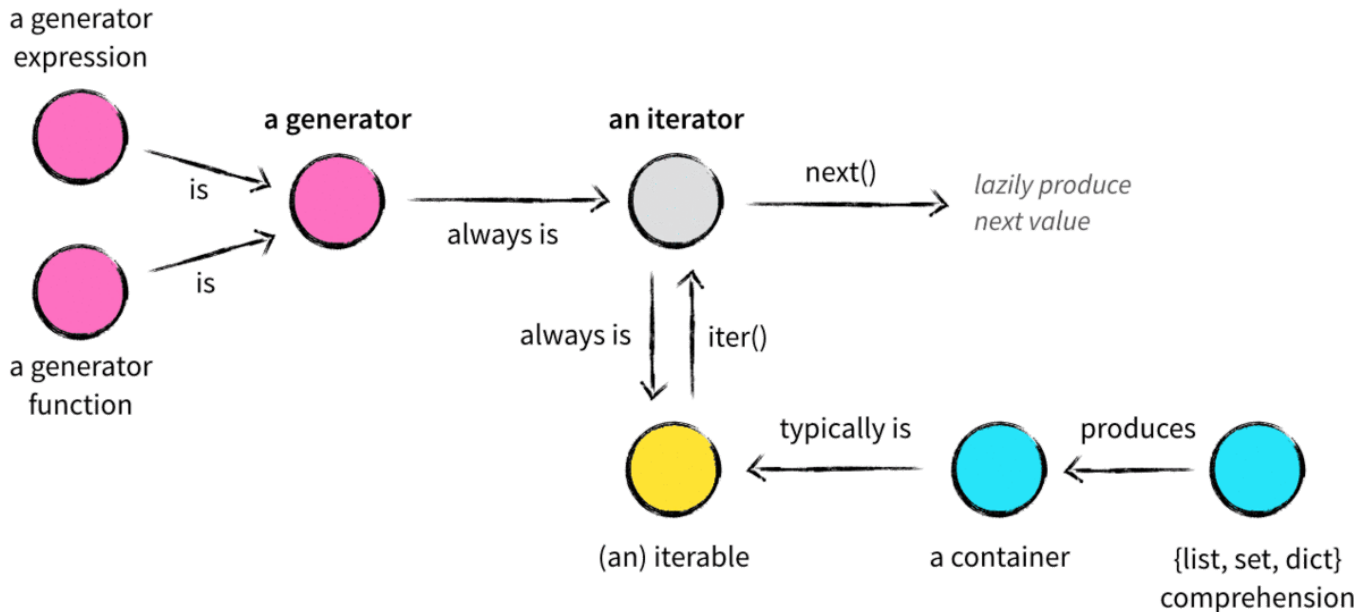 a generator
expression
is
a generator
always is
an iterator
next()
lazily produce
next value
is
a generator
function
always is
iter()
(an) iterable
typically is
a container
produces
{list, set, dict}
comprehension